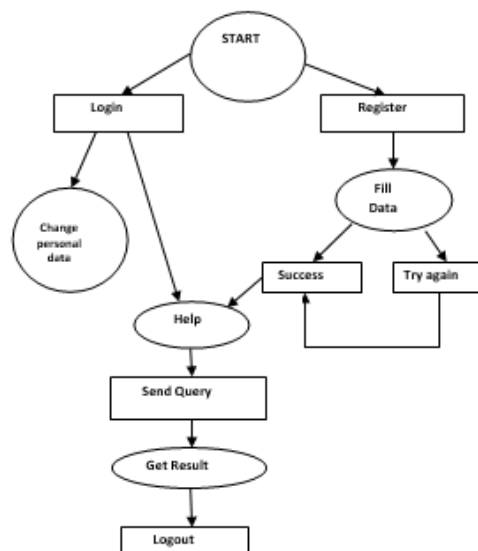 START
Login
Register
Fill
Data
Change
personal
data
Success
Try again
Help
Send Query
Get Result
Logout